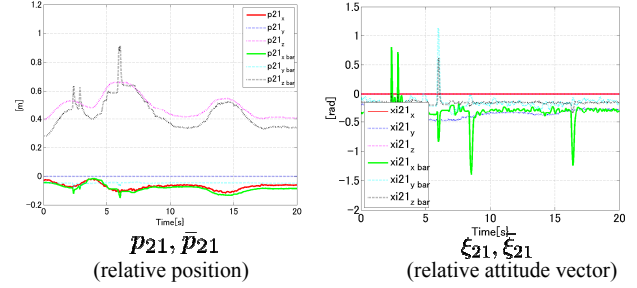 1.2
1
0.8
0.6
0.4
0.2
0
-0.2
[m]
0
5
10
15
20
Time[s]
p21x
p21y
p21z
p21x bar
p21y bar
p21z bar
p21, p̄21
(relative position)
1.5
1
0.5
0
-0.5
-1
-1.5
-2
[rad]
0
5
10
15
20
Time[s]
xi21x
xi21y
xi21z
xi21x bar
xi21y bar
xi21z bar
ξ21, ξ̄21
(relative attitude vector)